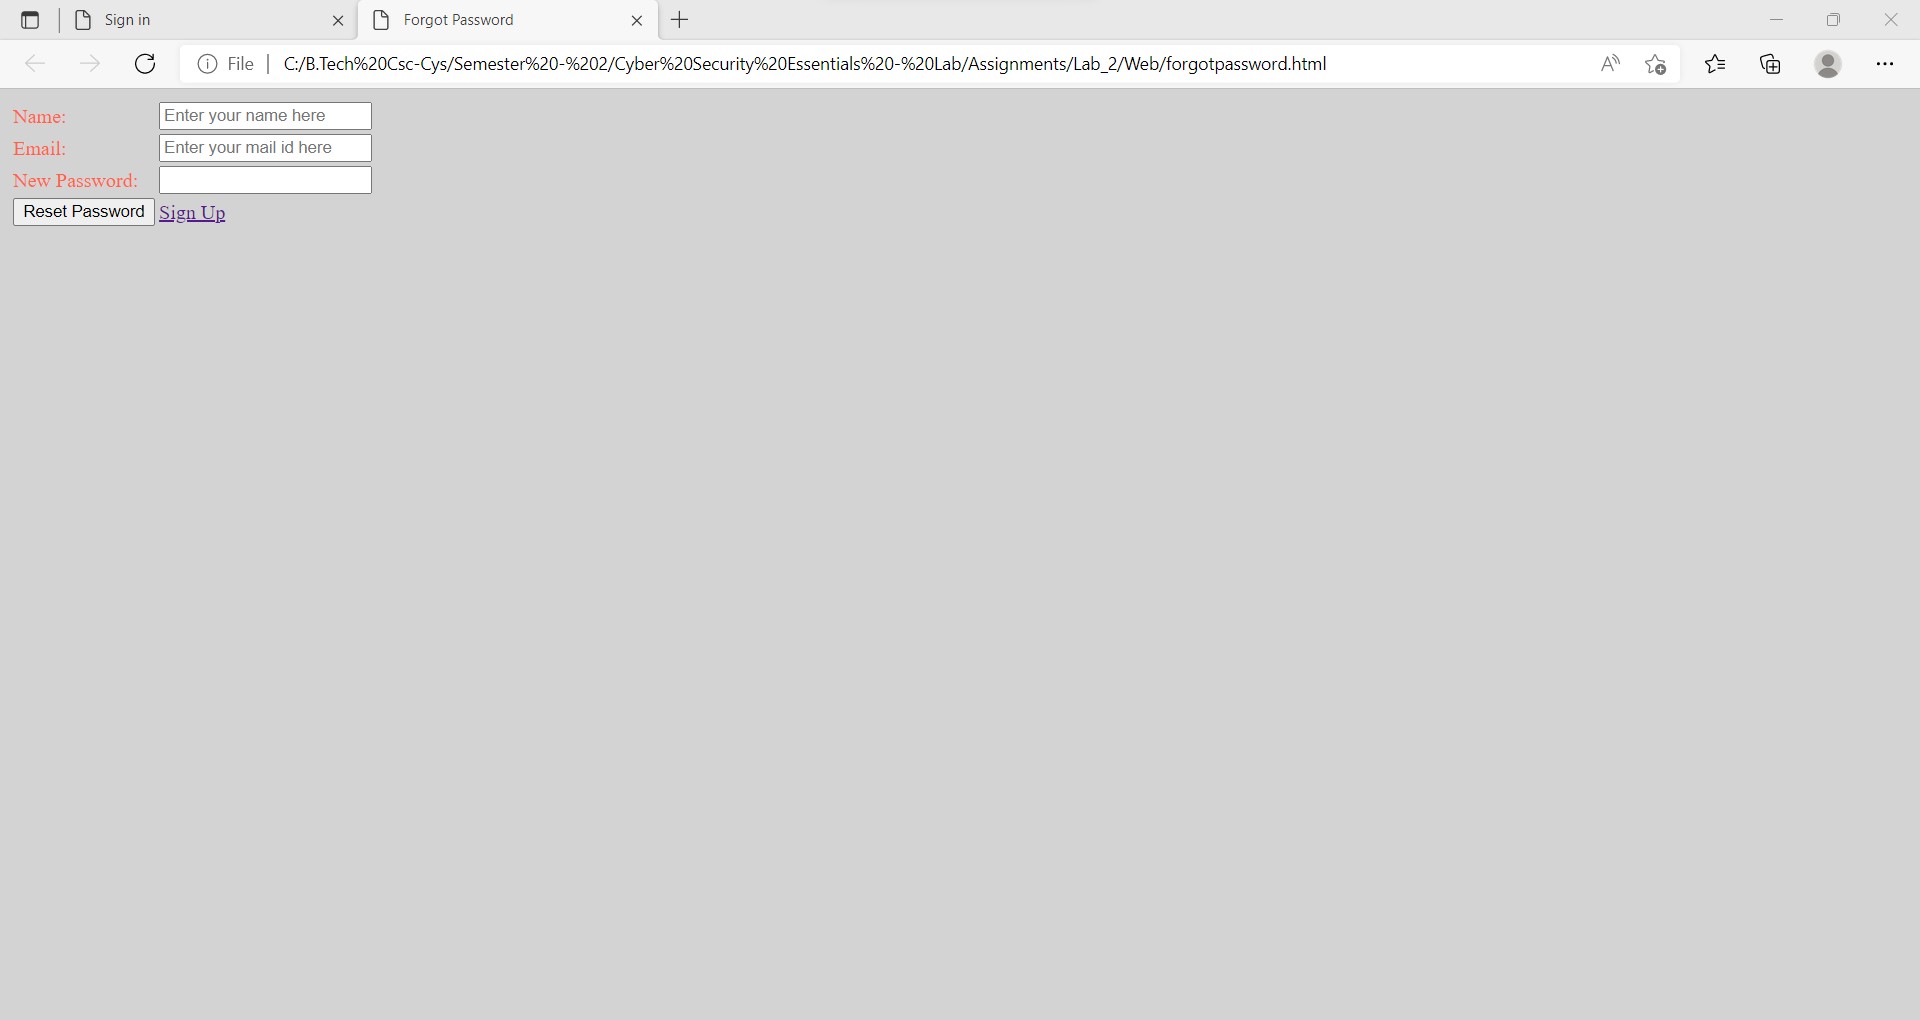 Sign in
Forgot Password
File
C:/B.Tech%20Csc-Cys/Semester%20-%202/Cyber%20Security%20Essentials%20-%20Lab/Assignments/Lab_2/Web/forgotpassword.html
Name:
Enter your name here
Email:
Enter your mail id here
New Password:
Reset Password Sign Up